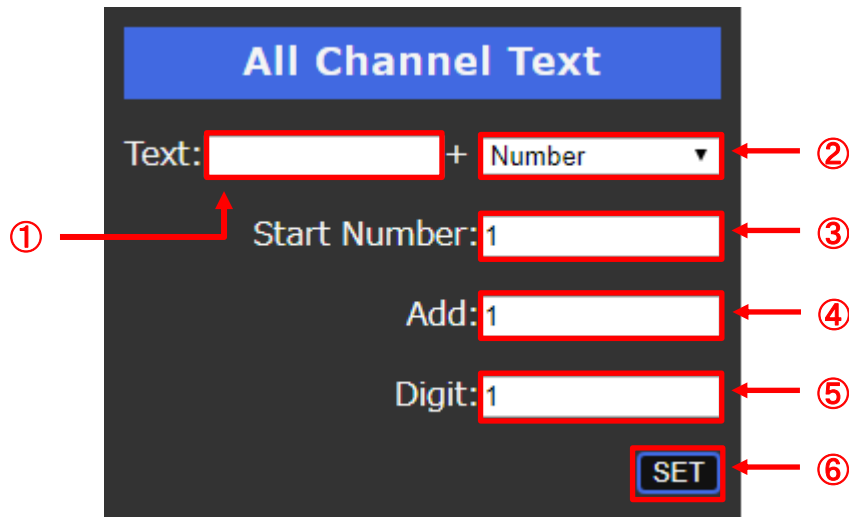 All Channel Text
Text: + Number ▼ ②
① Start Number: 1 ③
Add: 1 ④
Digit: 1 ⑤
SET ⑥